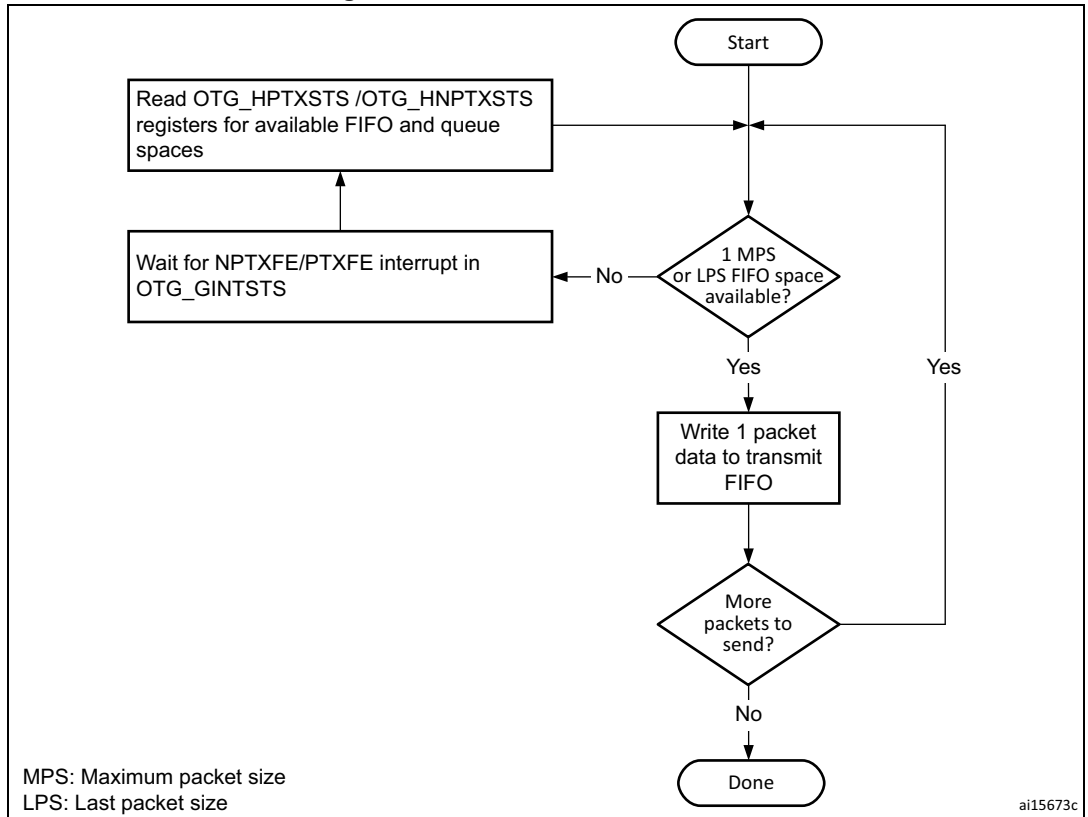 Start
Read OTG_HPTXSTS /OTG_HNPTXSTS
registers for available FIFO and queue
spaces
Wait for NPTXFE/PTXFE interrupt in
OTG_GINTSTS
No
1 MPS
or LPS FIFO space
available?
Yes
Yes
Write 1 packet
data to transmit
FIFO
More
packets to
send?
No
Done
MPS: Maximum packet size
LPS: Last packet size
ai15673c